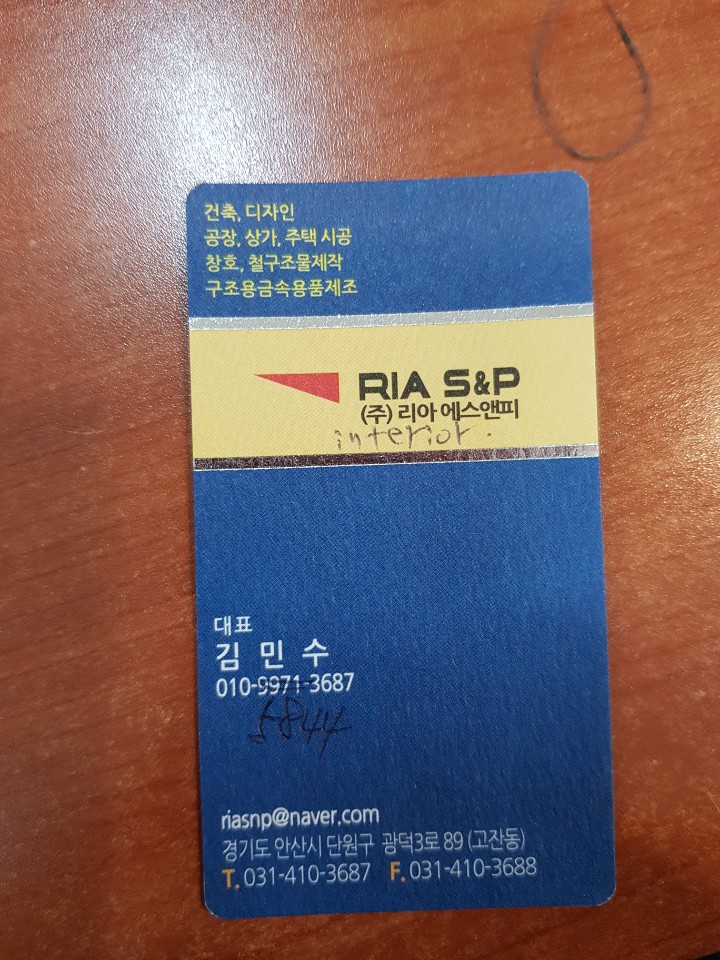 건축, 디자인
공장, 상가, 주택 시공
창호, 철구조물제작
구조용금속용품제조
RIA S&P
(주) 리아 에스앤피
interior.
대표
김 민 수
010-9971-3687
5844
riasnp@naver.com
경기도 안산시 단원구 광덕3로 89 (고잔동)
T. 031-410-3687 F. 031-410-3688